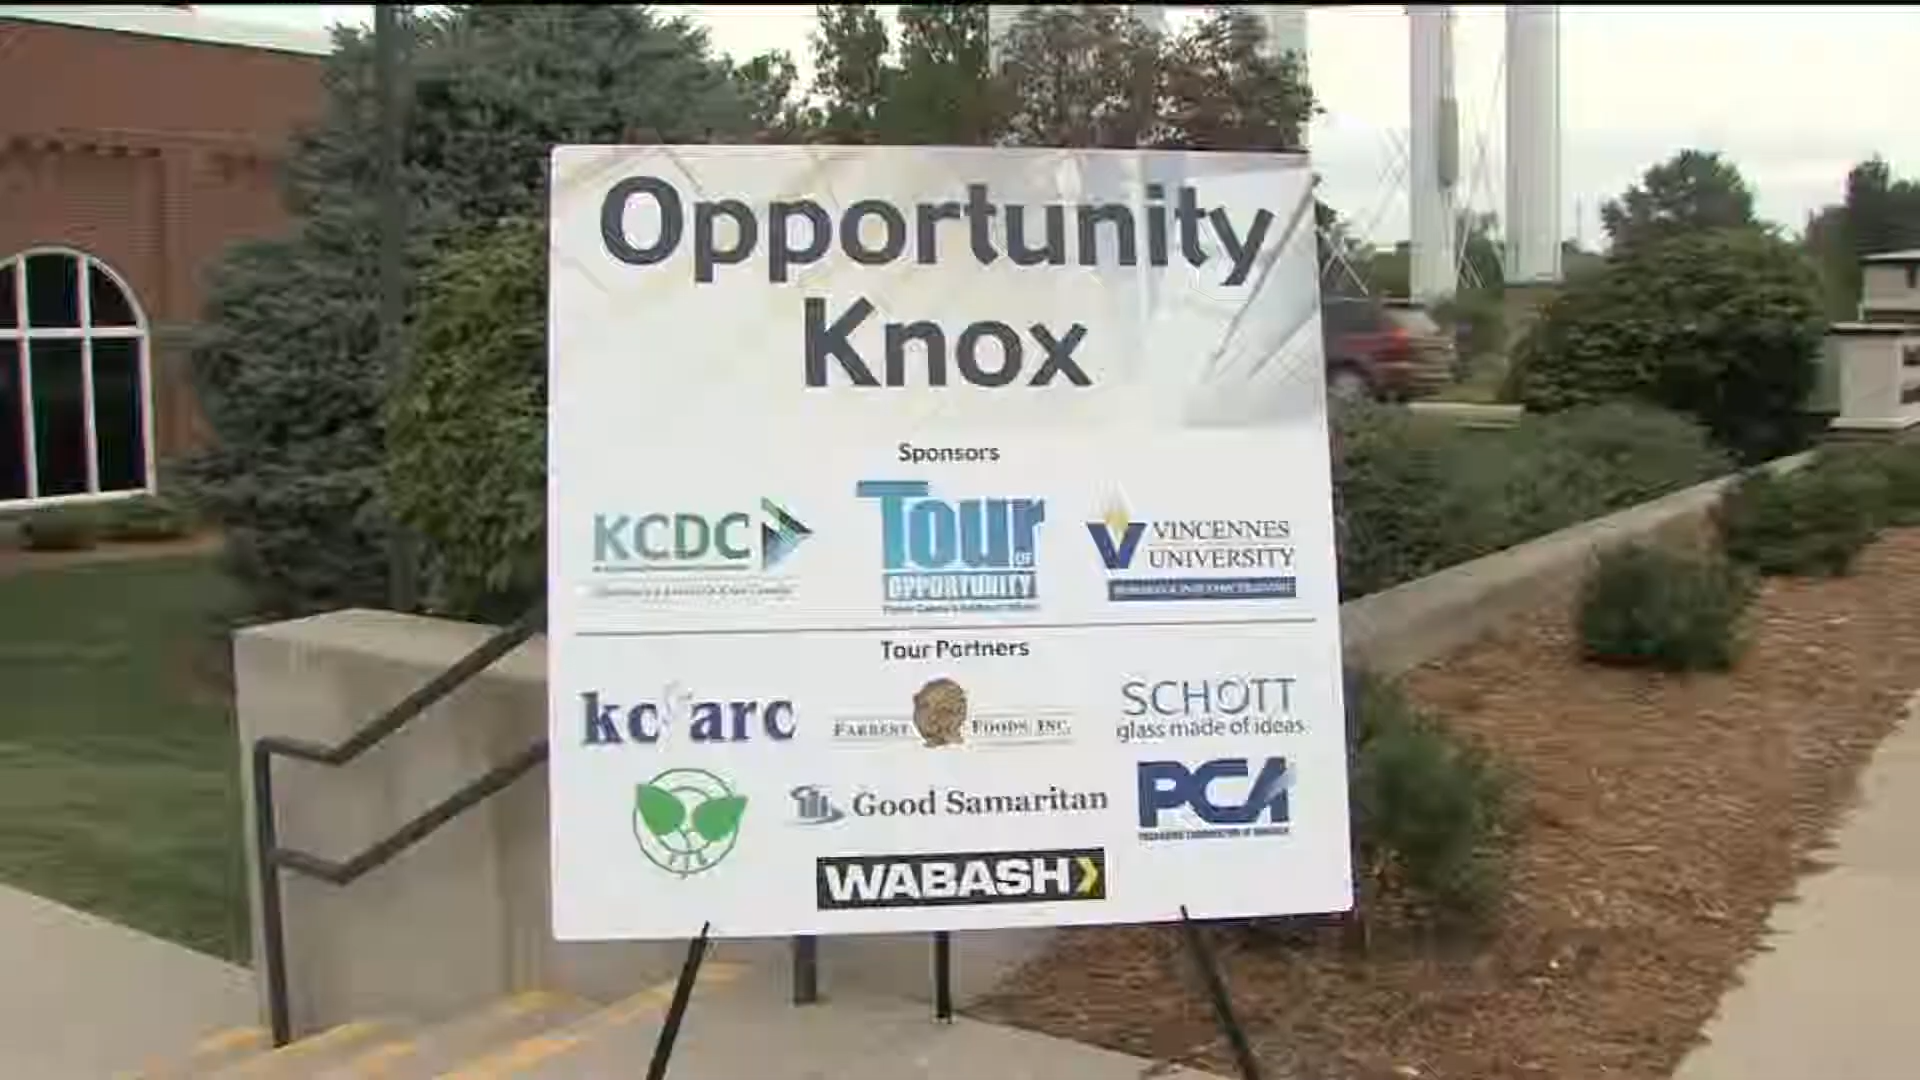 Opportunity
Knox
Sponsors
KCDC
Tour
OF
OPPORTUNITY
VINCENNES
UNIVERSITY
Tour Partners
kc arc
FARBEST FOODS, INC.
SCHOTT
glass made of ideas
Good Samaritan
PCA
WABASH